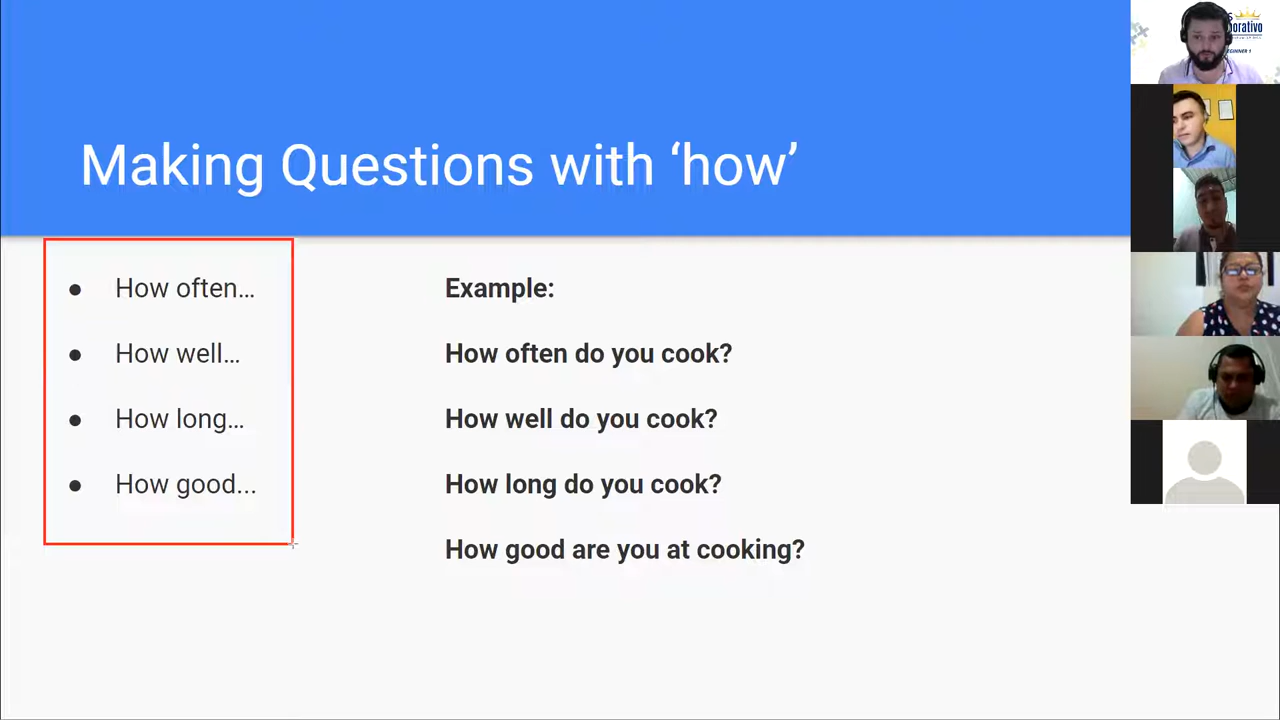 Making Questions with ‘how’
How often…
How well…
How long…
How good...
Example:
How often do you cook?
How well do you cook?
How long do you cook?
How good are you at cooking?
orativo